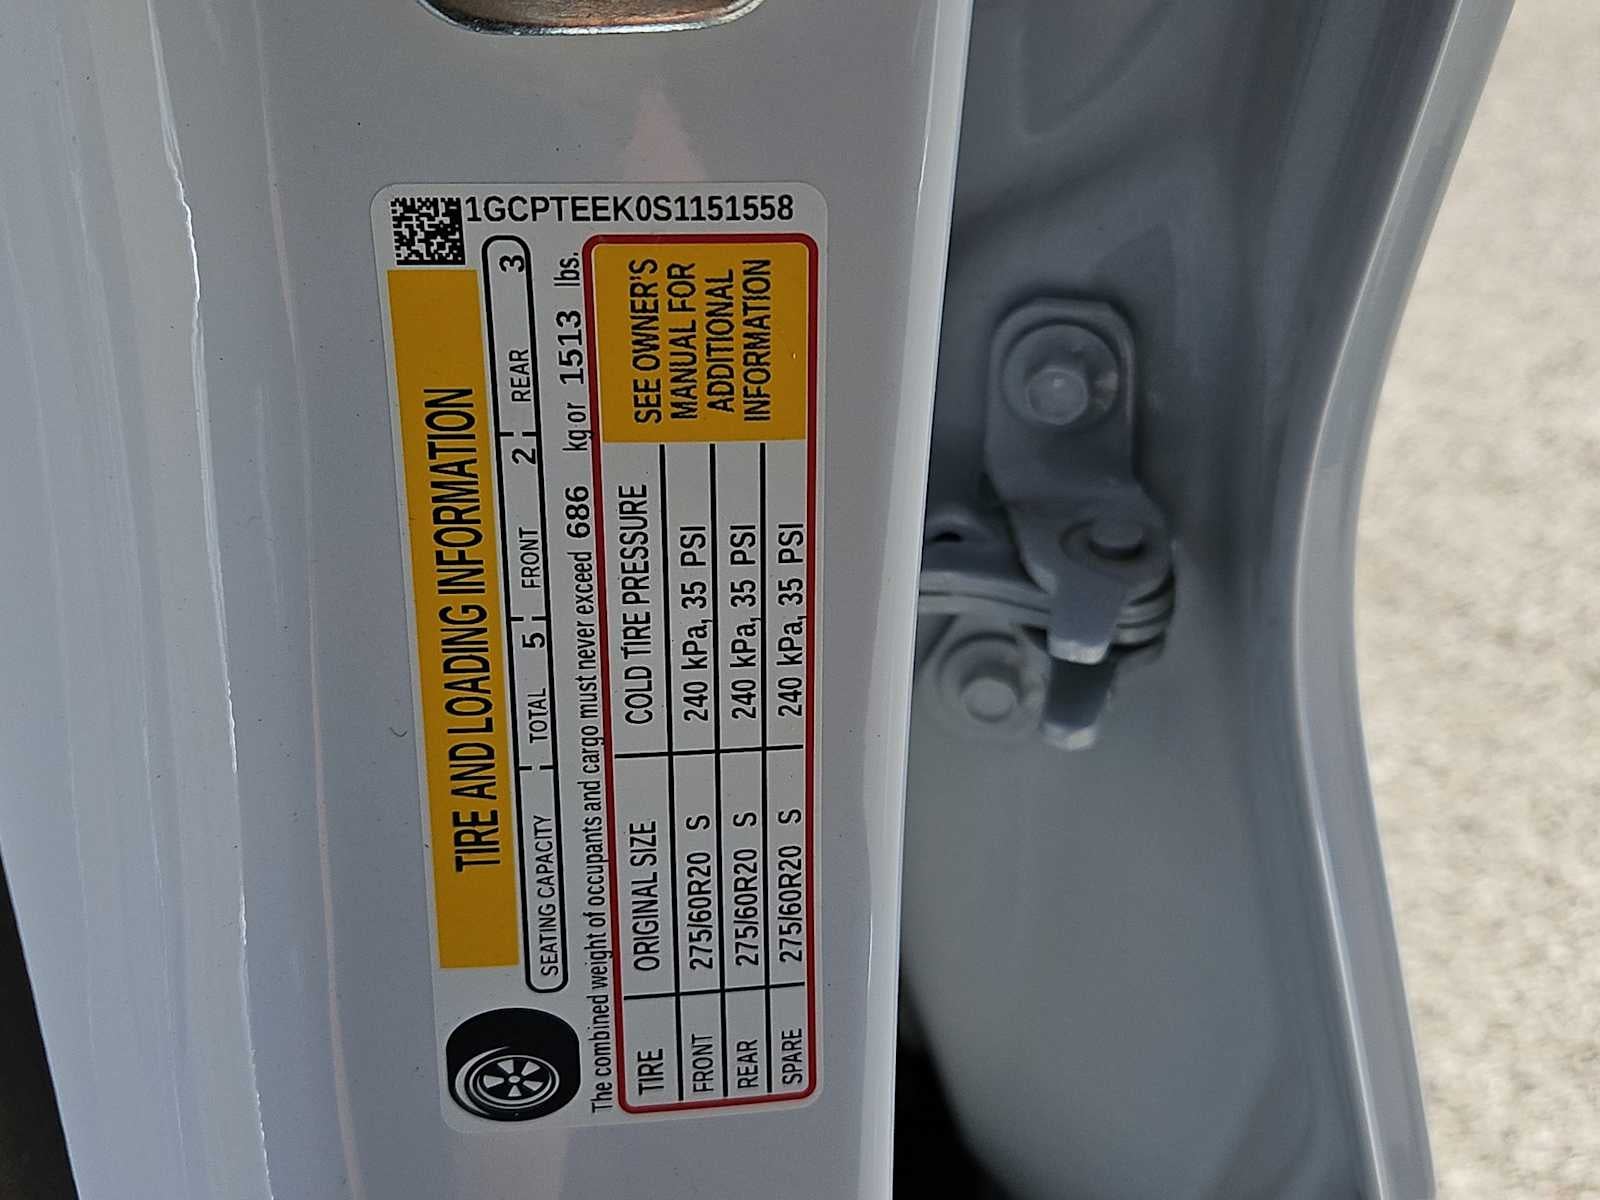 1GCPTEEK0S1151558
TIRE AND LOADING INFORMATION
SEATING CAPACITY TOTAL 5 FRONT 2 REAR 3
The combined weight of occupants and cargo must never exceed 686 kg or 1513 lbs.
TIRE ORIGINAL SIZE COLD TIRE PRESSURE
FRONT 275/60R20 S 240 kPa, 35 PSI
REAR 275/60R20 S 240 kPa, 35 PSI
SPARE 275/60R20 S 240 kPa, 35 PSI
SEE OWNER'S
MANUAL FOR
ADDITIONAL
INFORMATION